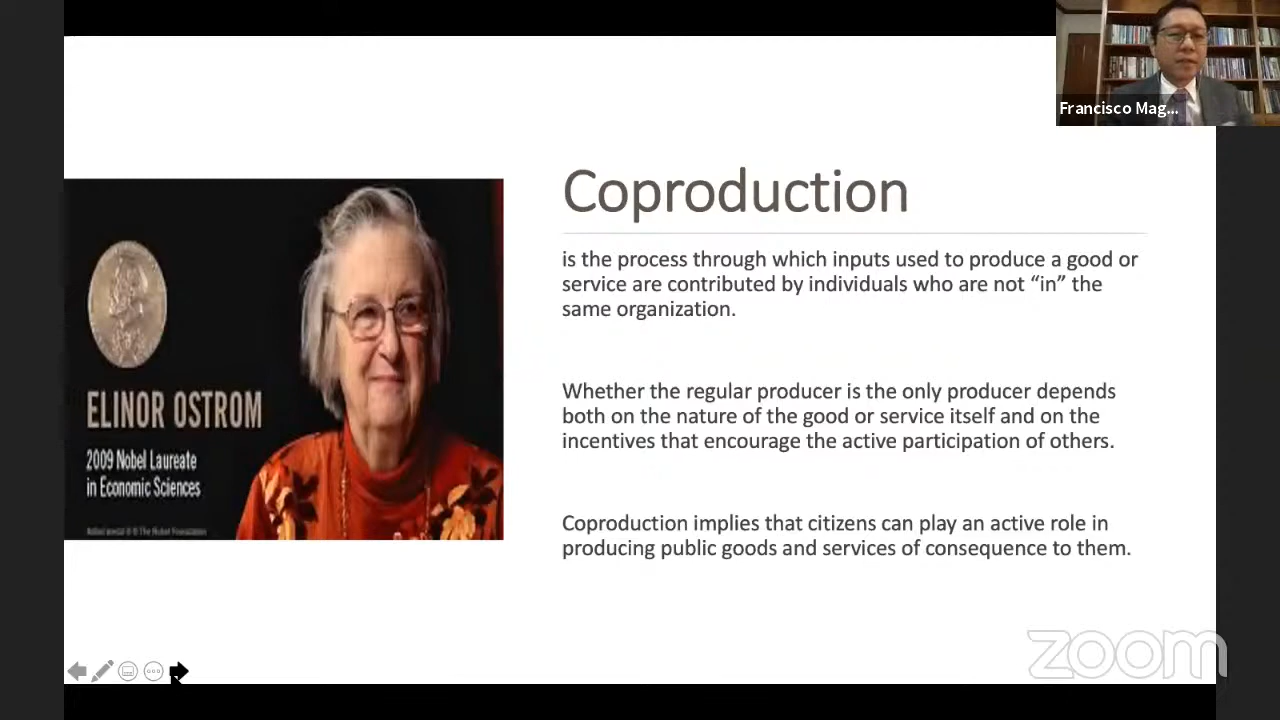 Francisco Mag...
Coproduction
is the process through which inputs used to produce a good or
service are contributed by individuals who are not “in” the
same organization.
Whether the regular producer is the only producer depends
both on the nature of the good or service itself and on the
incentives that encourage the active participation of others.
Coproduction implies that citizens can play an active role in
producing public goods and services of consequence to them.
ELINOR OSTROM
2009 Nobel Laureate
in Economic Sciences
zoom